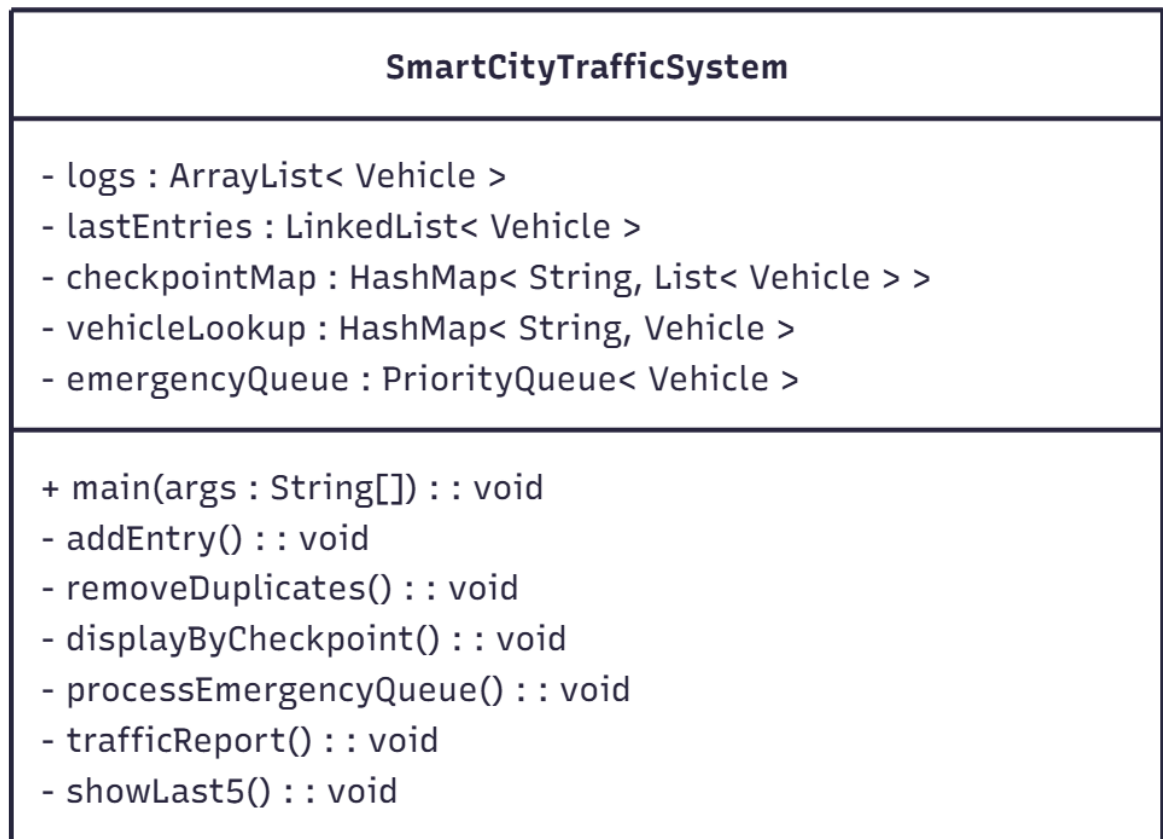 SmartCityTrafficSystem
- logs : ArrayList< Vehicle >
- lastEntries : LinkedList< Vehicle >
- checkpointMap : HashMap< String, List< Vehicle > >
- vehicleLookup : HashMap< String, Vehicle >
- emergencyQueue : PriorityQueue< Vehicle >
+ main(args : String[]) : : void
- addEntry() : : void
- removeDuplicates() : : void
- displayByCheckpoint() : : void
- processEmergencyQueue() : : void
- trafficReport() : : void
- showLast5() : : void